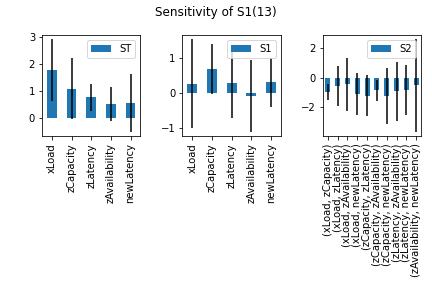 Sensitivity of S1(13)
ST
3
2
1
0
xLoad
zCapacity
zLatency
zAvailability
newLatency
S1
1
0
−1
xLoad
zCapacity
zLatency
zAvailability
newLatency
S2
2
0
−2
(xLoad, zCapacity)
(xLoad, zLatency)
(xLoad, zAvailability)
(xLoad, newLatency)
(zCapacity, zLatency)
(zCapacity, zAvailability)
(zCapacity, newLatency)
(zLatency, zAvailability)
(zLatency, newLatency)
(zAvailability, newLatency)